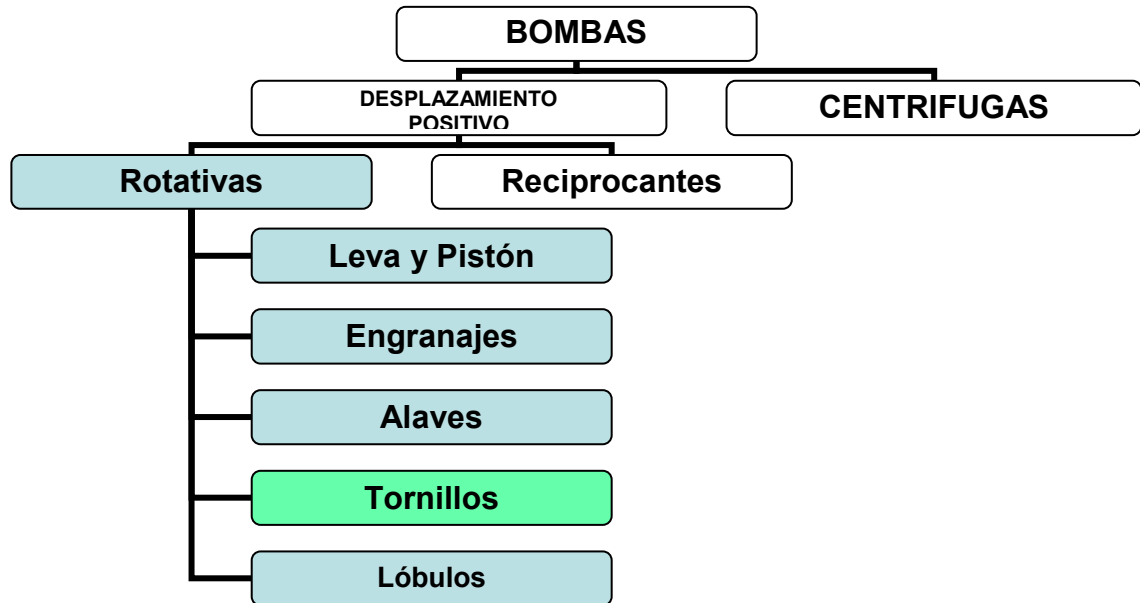 BOMBAS
DESPLAZAMIENTO
POSITIVO
CENTRIFUGAS
Rotativas
Reciprocantes
Leva y Pistón
Engranajes
Alaves
Tornillos
Lóbulos